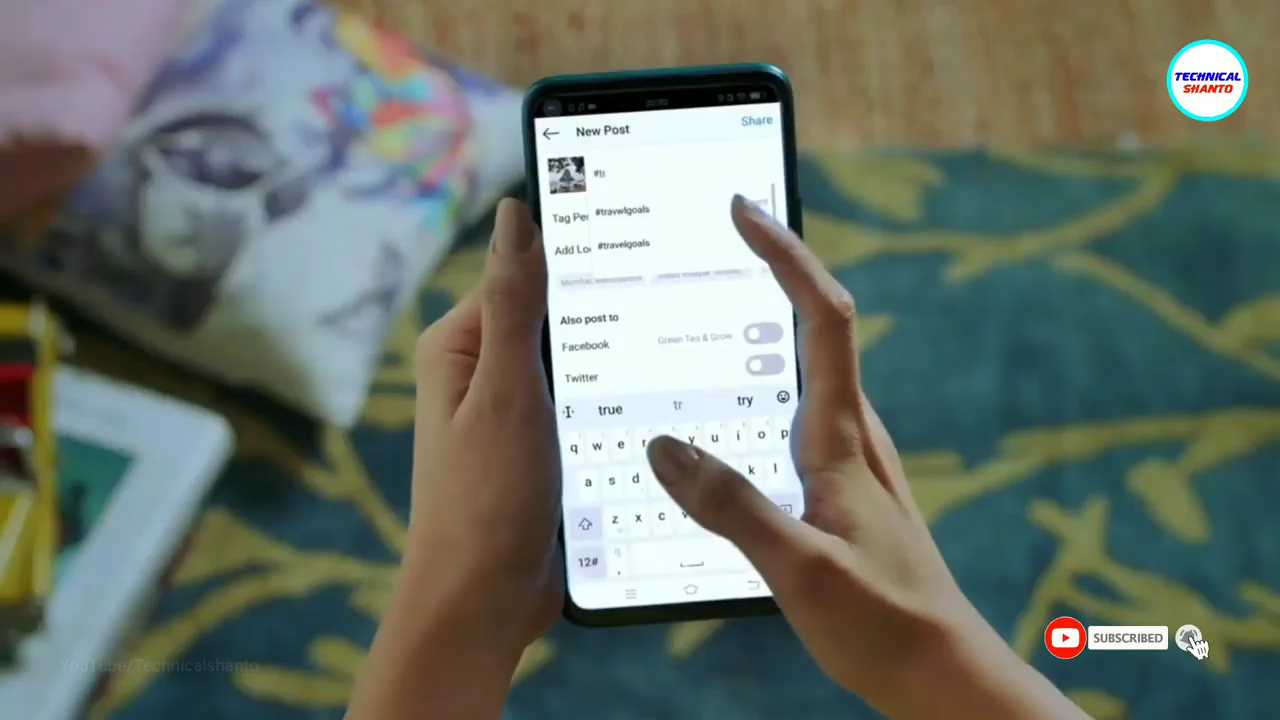 TECHNICAL
SHANTO
New Post
Share
#tr
#travwlgoals
Tag Pe
#travelgoals
Add Lo
Also post to
Facebook
Green Tea & Grow
Twitter
true
tr
try
q w e r y u i o p
a s d k l
z x c v
12#
SUBSCRIBED
YouTube/Technicalshanto